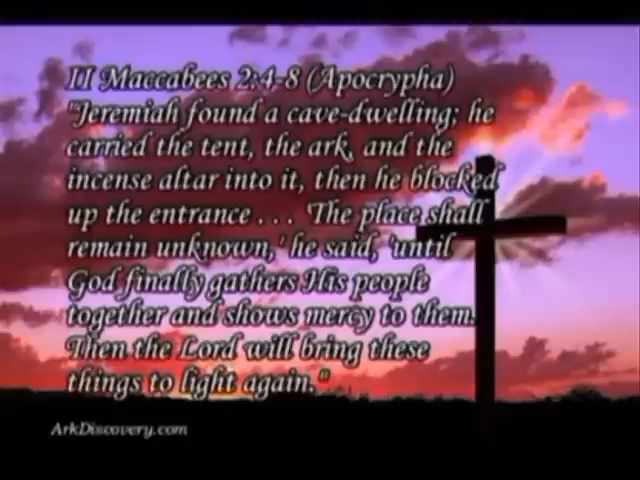 II Maccabees 2:4-8 (Apocrypha)
"Jeremiah found a cave-dwelling; he
carried the tent, the ark, and the
incense altar into it, then he blocked
up the entrance . . . 'The place shall
remain unknown,' he said, 'until
God finally gathers His people
together and shows mercy to them.
Then the Lord will bring these
things to light again."
ArkDiscovery.com